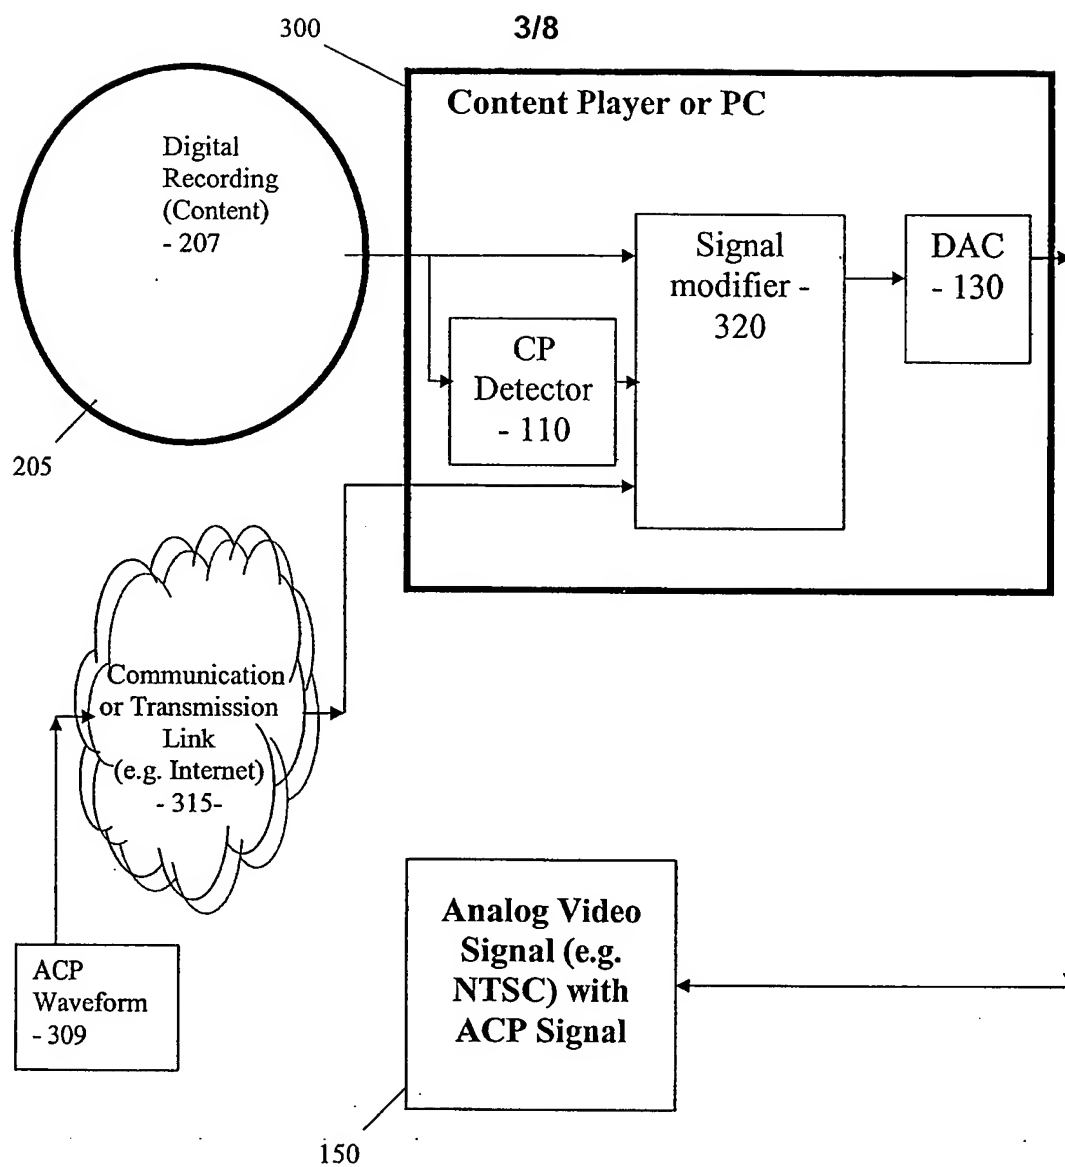 300
3/8
Content Player or PC
Digital
Recording
(Content)
- 207
Signal
modifier -
320
DAC
- 130
CP
Detector
- 110
205
Communication
or Transmission
Link
(e.g. Internet)
- 315-
ACP
Waveform
- 309
Analog Video
Signal (e.g.
NTSC) with
ACP Signal
150